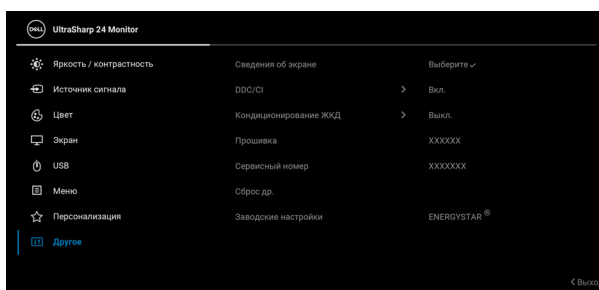 DELL UltraSharp 24 Monitor
Яркость / контрастность Сведения об экране Выберите ✓
Источник сигнала DDC/CI > Вкл.
Цвет Кондиционирование ЖКД > Выкл.
Экран Прошивка XXXXXX
USB Сервисный номер XXXXXXX
Меню Сброс др.
Персонализация Заводские настройки ENERGYSTAR ®
Другое
< Выхо